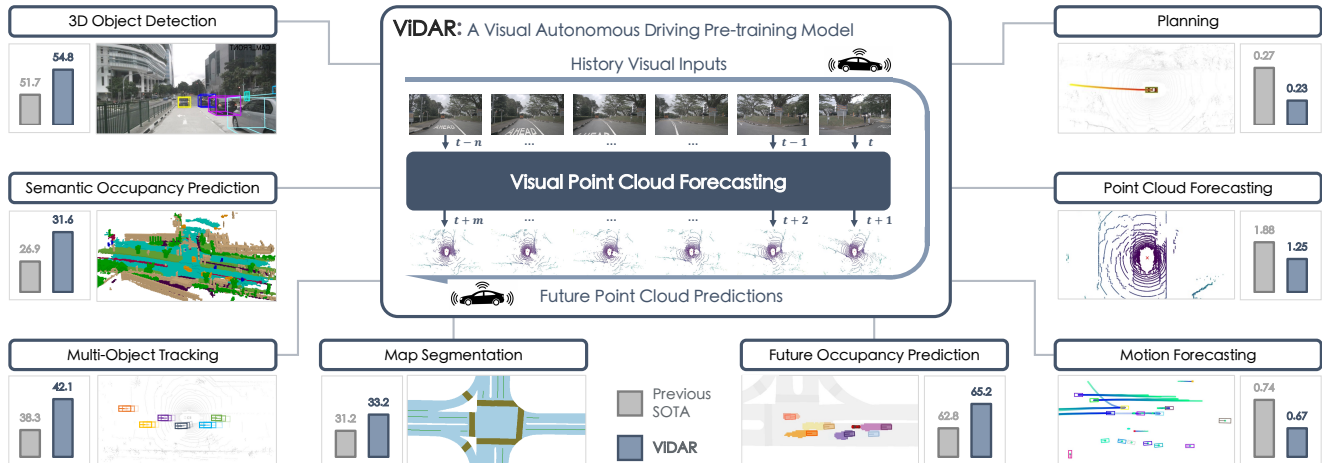 3D Object Detection
51.7
54.8
CAM_FRONT
Semantic Occupancy Prediction
26.9
31.6
Multi-Object Tracking
38.3
42.1
ViDAR: A Visual Autonomous Driving Pre-training Model
History Visual Inputs
AHEAD
AHEAD
t − n ... ... ... t − 1 t
Visual Point Cloud Forecasting
t + m ... ... ... t + 2 t + 1
Future Point Cloud Predictions
Map Segmentation
31.2
33.2
Previous
SOTA
ViDAR
Future Occupancy Prediction
62.8
65.2
Planning
0.27
0.23
Point Cloud Forecasting
1.88
1.25
Motion Forecasting
0.74
0.67